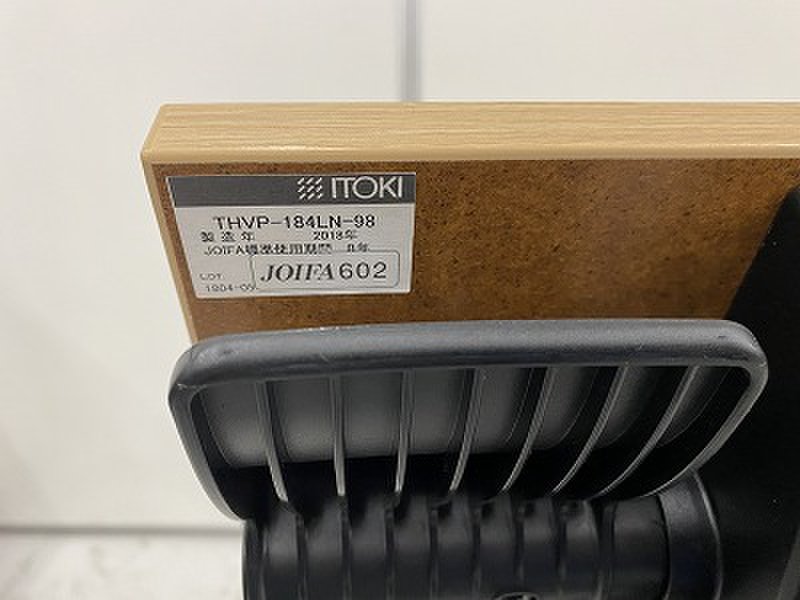 ITOKI
THVP-184LN-98
製造年 2018年
JOIFA標準使用期間 8年
LOT JOIFA602
1804-